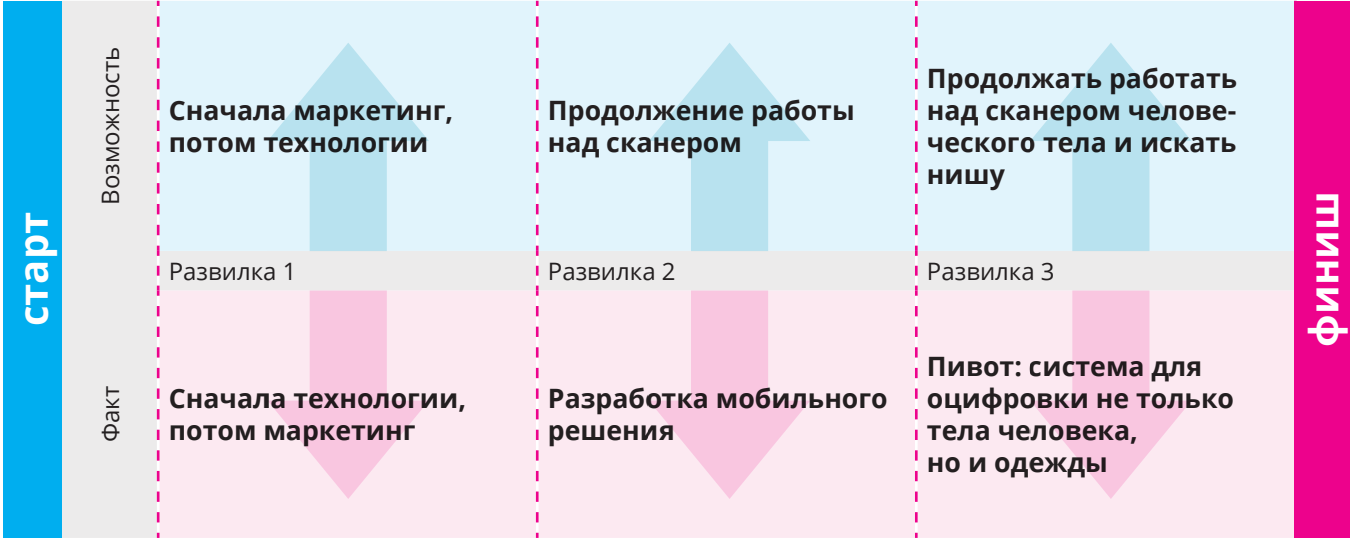 старт
Возможность
Сначала маркетинг,
потом технологии
Продолжение работы
над сканером
Продолжать работать
над сканером челове-
ческого тела и искать
нишу
Развилка 1
Развилка 2
Развилка 3
Факт
Сначала технологии,
потом маркетинг
Разработка мобильного
решения
Пивот: система для
оцифровки не только
тела человека,
но и одежды
финиш